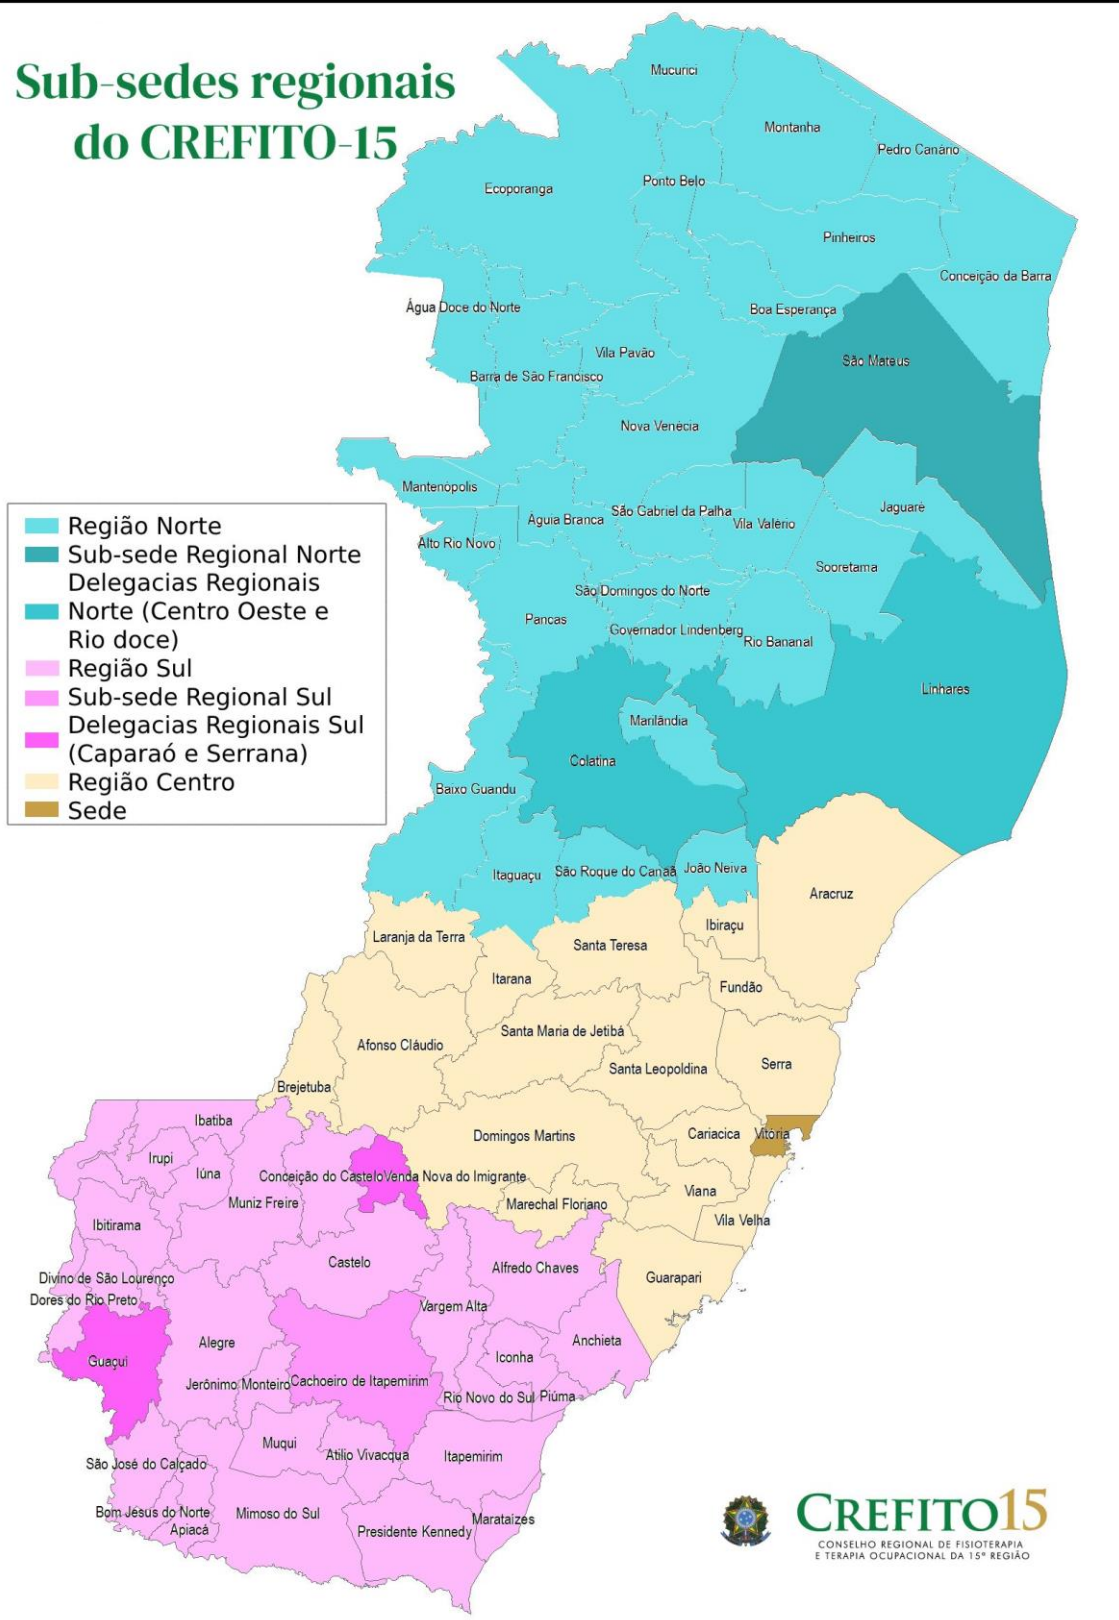 Sub-sedes regionais
do CREFITO-15
Mucurici
Montanha
Pedro Canário
Ponto Belo
Ecoporanga
Pinheiros
Conceição da Barra
Água Doce do Norte
Boa Esperança
Vila Pavão
São Mateus
Barra de São Francisco
Nova Venécia
Mantenópolis
Águia Branca
São Gabriel da Palha
Vila Valério
Jaguaré
Alto Rio Novo
Sooretama
São Domingos do Norte
Pancas
Governador Lindenberg
Rio Bananal
Linhares
Marilândia
Colatina
Baixo Guandu
Itaguaçu
São Roque do Canaã
João Neiva
Região Norte
Sub-sede Regional Norte
Delegacias Regionais
Norte (Centro Oeste e
Rio doce)
Região Sul
Sub-sede Regional Sul
Delegacias Regionais Sul
(Caparaó e Serrana)
Região Centro
Sede
Aracruz
Ibiraçu
Laranja da Terra
Santa Teresa
Itarana
Fundão
Santa Maria de Jetibá
Afonso Cláudio
Santa Leopoldina
Serra
Brejetuba
Ibatiba
Domingos Martins
Cariacica
Vitória
Irupi
Iúna
Conceição do Castelo
Venda Nova do Imigrante
Viana
Muniz Freire
Marechal Floriano
Ibitirama
Vila Velha
Castelo
Alfredo Chaves
Guarapari
Divino de São Lourenço
Dores do Rio Preto
Vargem Alta
Alegre
Anchieta
Guaçui
Iconha
Jerônimo Monteiro
Cachoeiro de Itapemirim
Rio Novo do Sul
Piúma
Muqui
Atilio Vivacqua
Itapemirim
São José do Calçado
Bom Jesus do Norte
Apiacá
Mimoso do Sul
Presidente Kennedy
Marataízes
CREFITO15
CONSELHO REGIONAL DE FISIOTERAPIA
E TERAPIA OCUPACIONAL DA 15ª REGIÃO